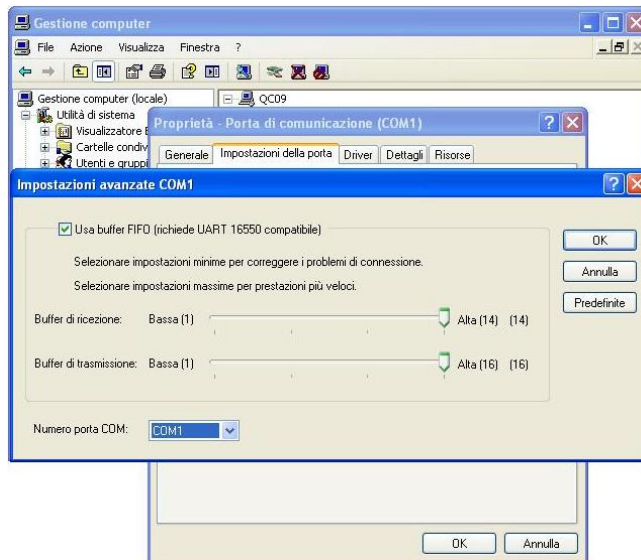 Gestione computer
File Azione Visualizza Finestra ?
Gestione computer (locale)
QC09
Utilità di sistema
Visualizzatore E
Cartelle condiv
Utenti e gruppi
Proprietà - Porta di comunicazione (COM1)
Generale Impostazioni della porta Driver Dettagli Risorse
Impostazioni avanzate COM1
Usa buffer FIFO (richiede UART 16550 compatibile)
OK
Selezionare impostazioni minime per correggere i problemi di connessione.
Annulla
Selezionare impostazioni massime per prestazioni più veloci.
Predefinite
Buffer di ricezione: Bassa (1) Alta (14) (14)
Buffer di trasmissione: Bassa (1) Alta (16) (16)
Numero porta COM: COM1
OK Annulla